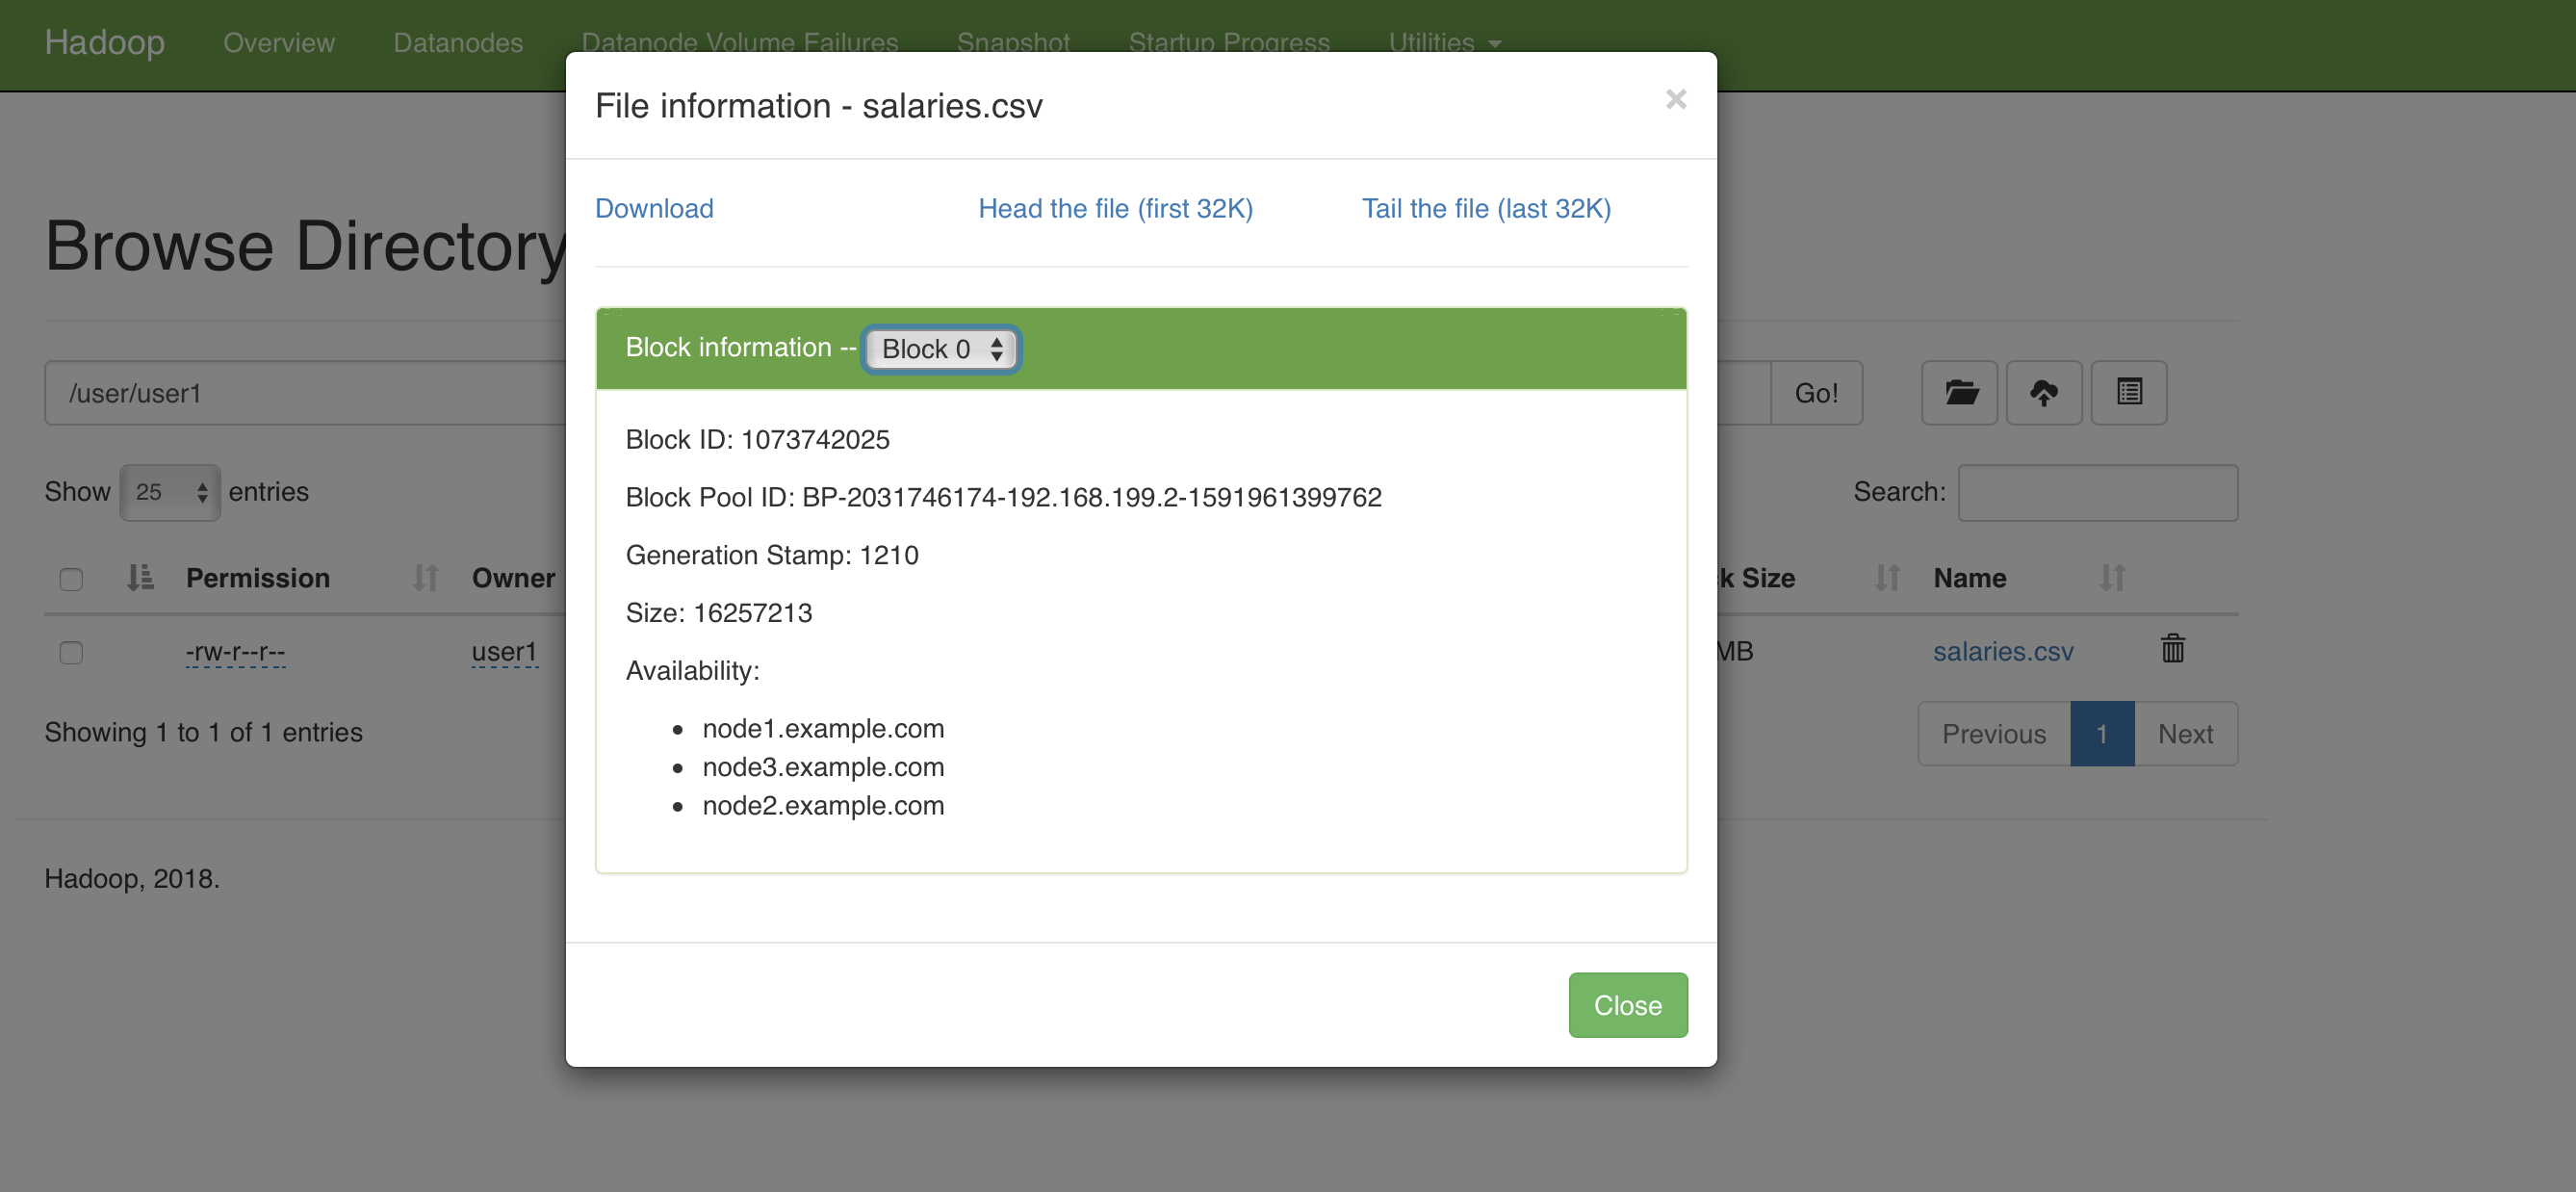 Hadoop Overview Datanodes Datanode Volume Failures Snapshot Startup Progress Utilities
File information - salaries.csv ×
Download Head the file (first 32K) Tail the file (last 32K)
Browse Directory
Block information -- Block 0
/user/user1 Go!
Block ID: 1073742025
Block Pool ID: BP-2031746174-192.168.199.2-1591961399762
Show 25 entries Search:
Generation Stamp: 1210
Permission Owner Size Name
Size: 16257213
-rw-r--r-- user1 MB salaries.csv
Availability:
node1.example.com
node3.example.com
node2.example.com
Showing 1 to 1 of 1 entries Previous 1 Next
Hadoop, 2018.
Close